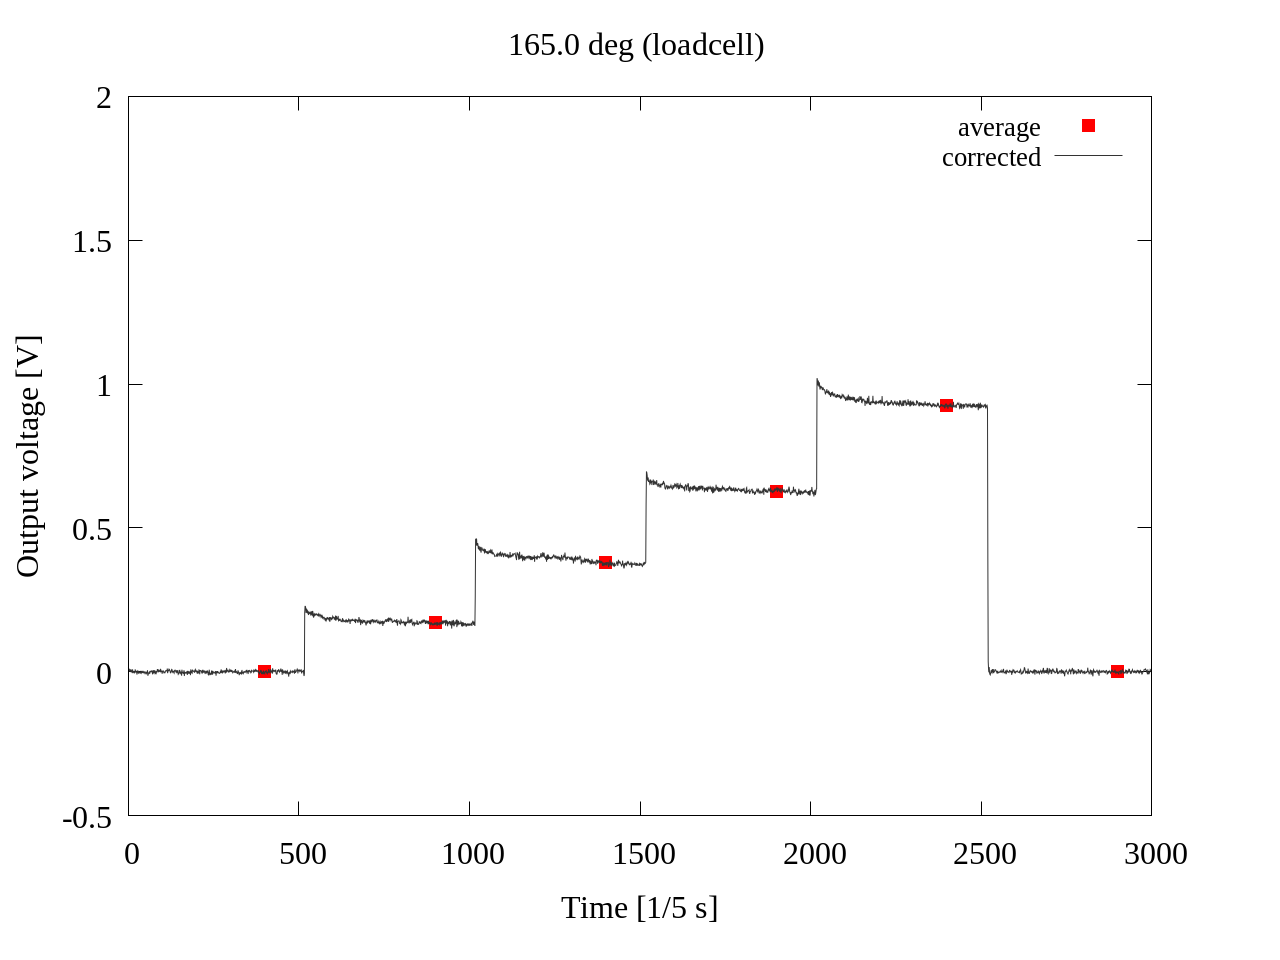 165.0 deg (loadcell)
2
1.5
1
0.5
0
-0.5
Output voltage [V]
average
corrected
0 500 1000 1500 2000 2500 3000
Time [1/5 s]